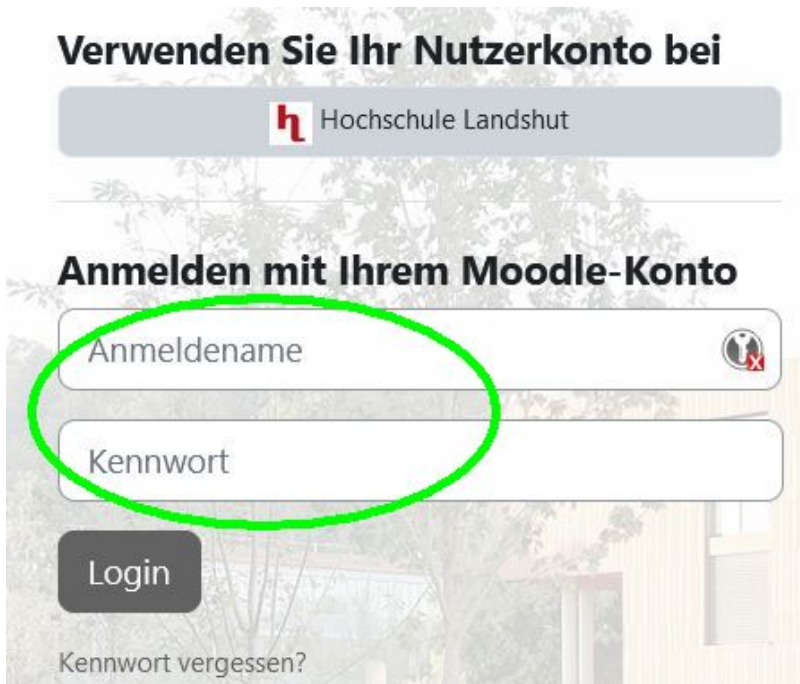 Verwenden Sie Ihr Nutzerkonto bei
Hochschule Landshut
Anmelden mit Ihrem Moodle-Konto
Anmeldename
Kennwort
Login
Kennwort vergessen?